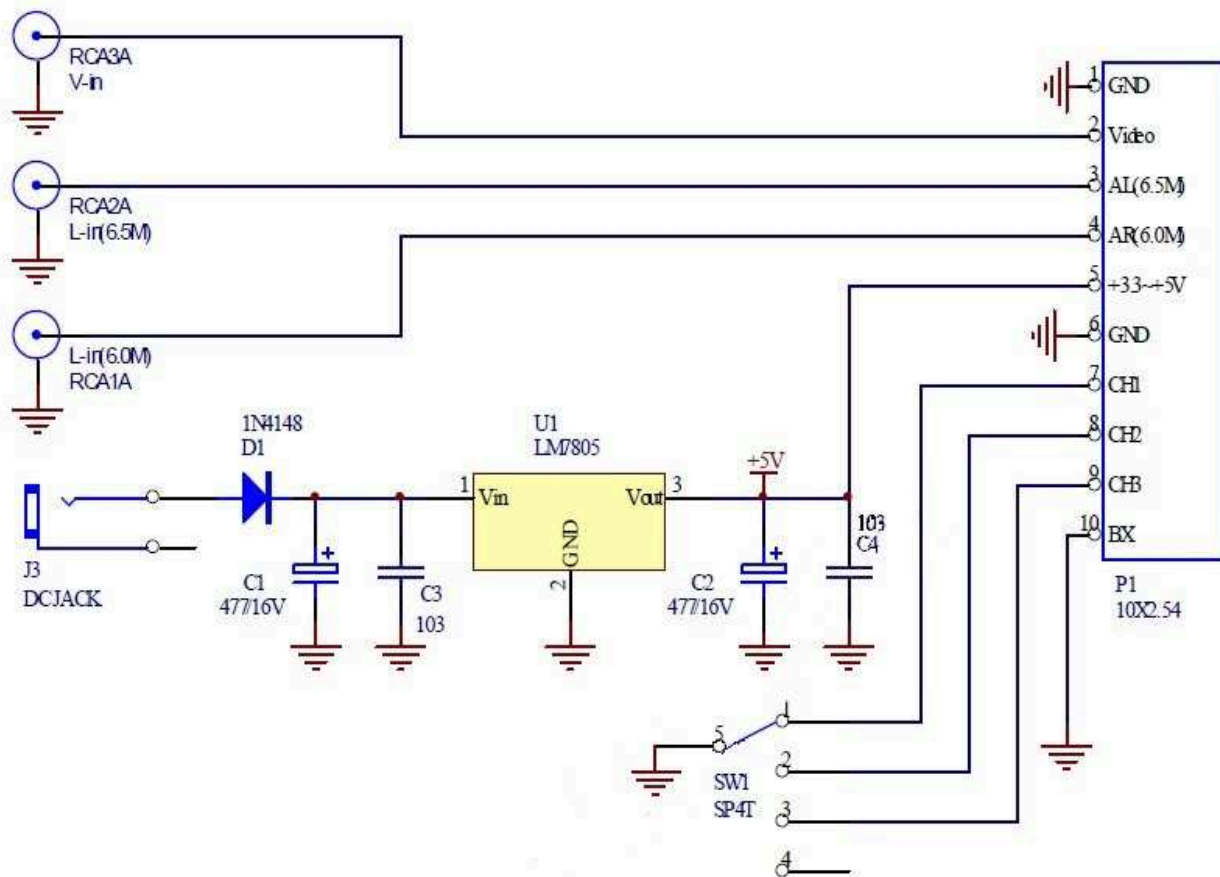 RCA3A
V-in
RCA2A
L-in(6.5M)
L-in(6.0M)
RCA1A
1 GND
2 Video
3 AL(6.5M)
4 AR(6.0M)
5 +3.3~+5V
6 GND
7 CH1
8 CH2
9 CH3
10 BX
P1
10X2.54
1N4148
D1
U1
LM7805
1 Vin
Vout 3
GND
2
+5V
J3
DCJACK
C1
477/16V
C3
103
C2
477/16V
103
C4
1
5
2
SW1
SP4T
3
4